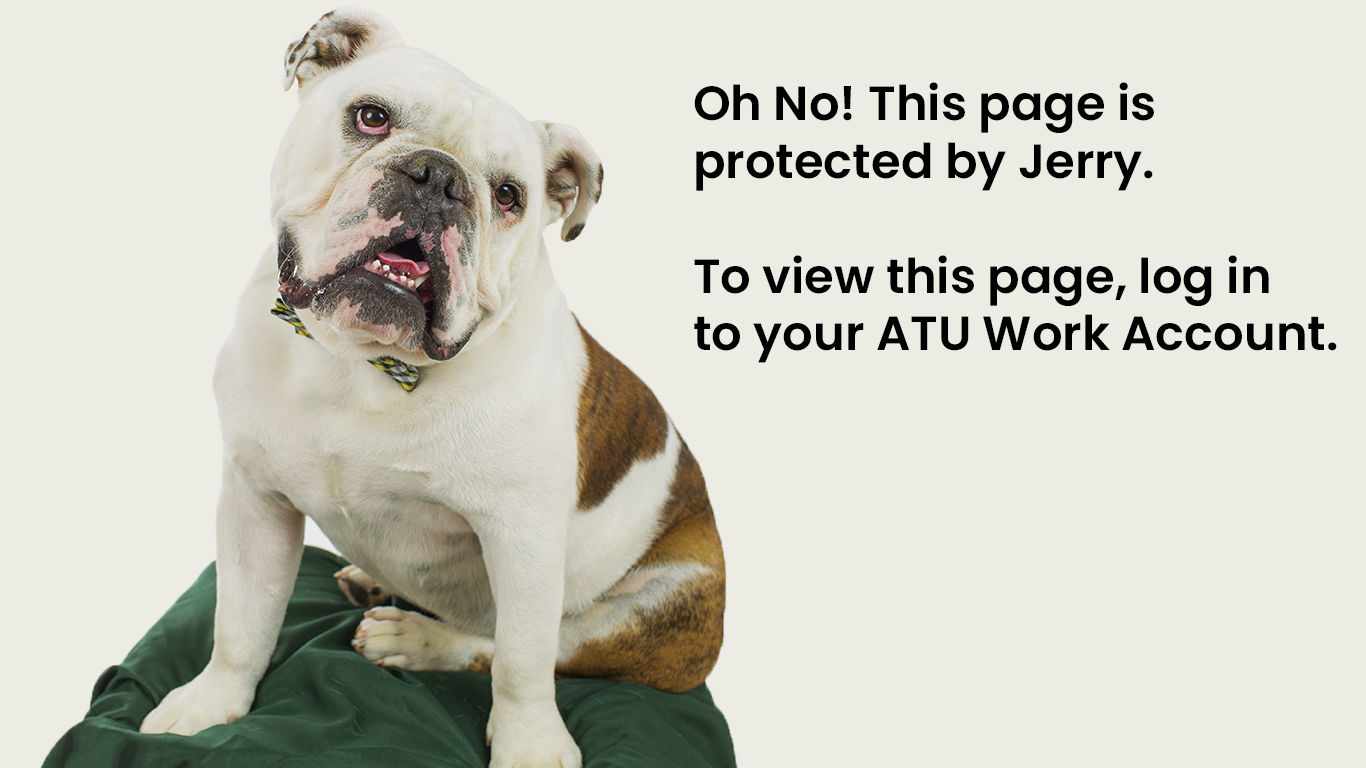 Oh No! This page is
protected by Jerry.
To view this page, log in
to your ATU Work Account.